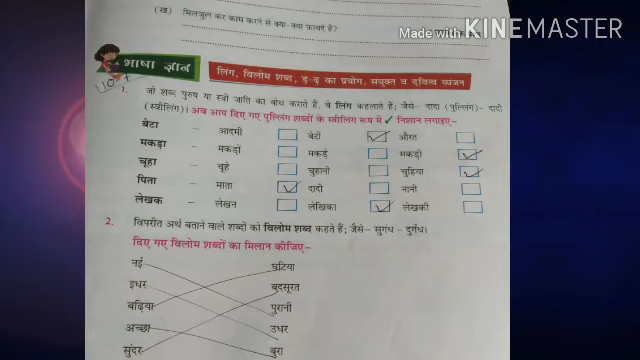 (ख) मिलजुल कर काम करने से क्या-क्या फ़ायदे हैं?
Made with KINEMASTER
भाषा ज्ञान
लिंग, विलोम शब्द, ड़-ढ़ का प्रयोग, संयुक्त व द्वित्व व्यंजन
1. जो शब्द पुरुष या स्त्री जाति का बोध कराते हैं, वे लिंग कहलाते हैं; जैसे– दादा (पुल्लिंग)– दादी
(स्त्रीलिंग)। अब आप दिए गए पुल्लिंग शब्दों के स्त्रीलिंग रूप में ✓ निशान लगाइए–
बेटा – आदमी बेटी ✓ औरत
मकड़ा – मकड़ों मकड़े मकड़ी ✓
चूहा – चूहे चुहानी चुहिया ✓
पिता – माता ✓ दादी नानी
लेखक – लेखन लेखिका ✓ लेखकी
2. विपरीत अर्थ बताने वाले शब्दों को विलोम शब्द कहते हैं; जैसे– सुगंध – दुर्गंध।
दिए गए विलोम शब्दों का मिलान कीजिए–
नई घटिया
इधर बदसूरत
बढ़िया पुरानी
अच्छा उधर
सुंदर बुरा